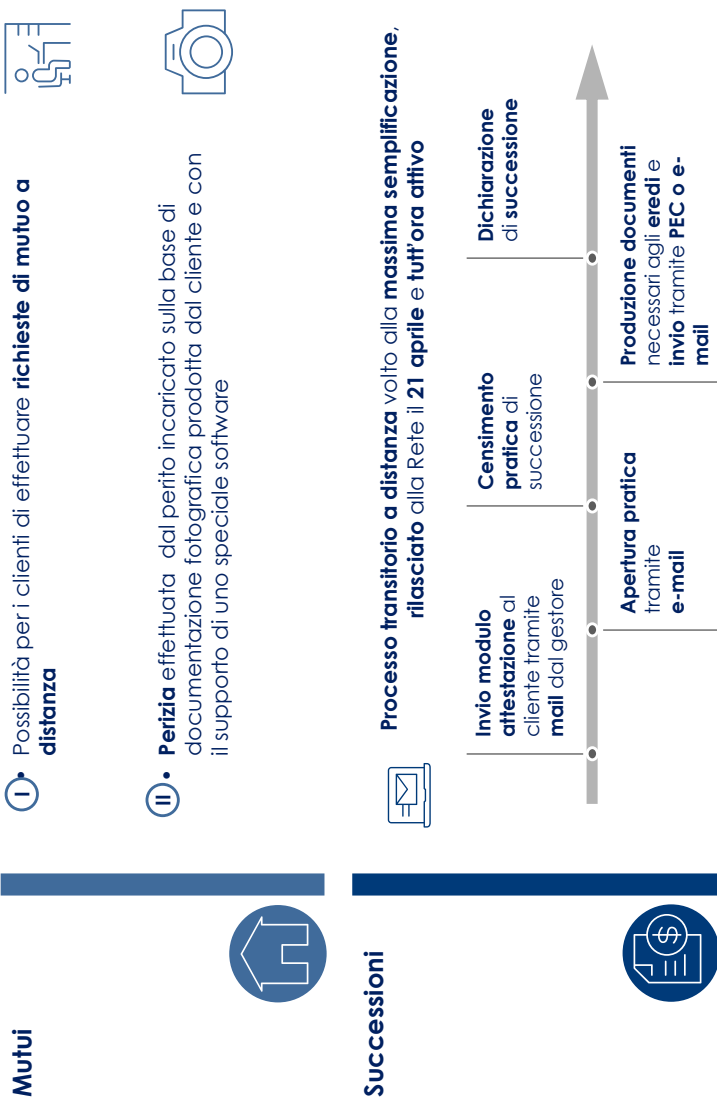 Mutui
I
• Possibilità per i clienti di effettuare richieste di mutuo a
distanza
II
• Perizia effettuata dal perito incaricato sulla base di
documentazione fotografica prodotta dal cliente e con
il supporto di uno speciale software
Successioni
Processo transitorio a distanza volto alla massima semplificazione,
rilasciato alla Rete il 21 aprile e tutt'ora attivo
Invio modulo
attestazione al
cliente tramite
mail dal gestore
Apertura pratica
tramite
e-mail
Censimento
pratica di
successione
Produzione documenti
necessari agli eredi e
invio tramite PEC o e-
mail
Dichiarazione
di successione
$